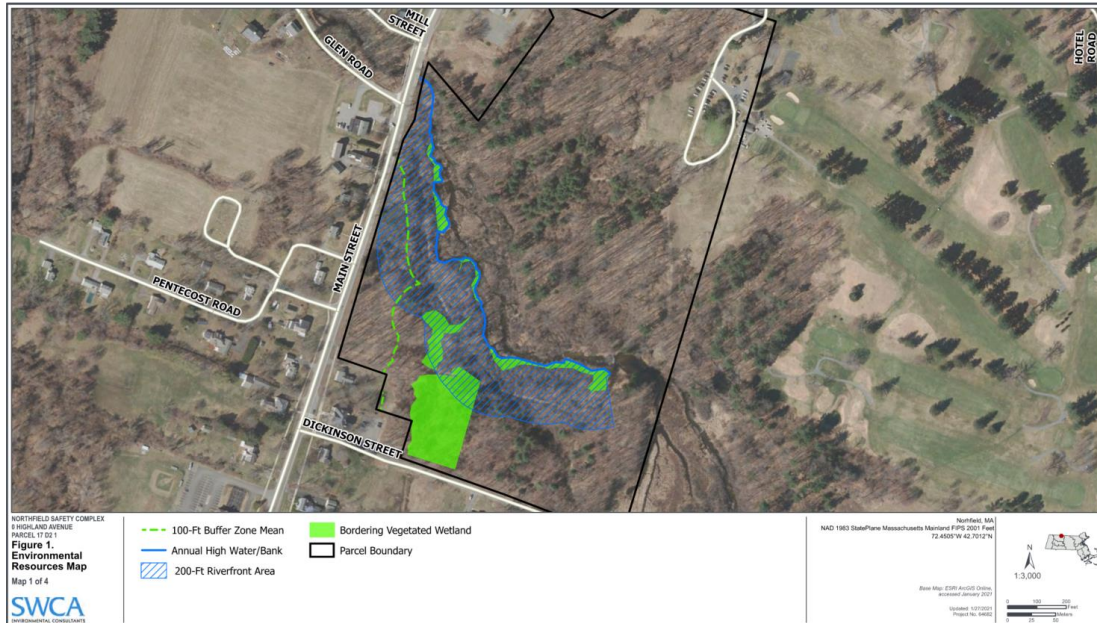 MILL
STREET
GLEN ROAD
HOTEL
ROAD
MAIN STREET
PENTECOST ROAD
DICKINSON STREET
NORTHFIELD SAFETY COMPLEX
0 HIGHLAND AVENUE
PARCEL 17 D2 1
Figure 1.
Environmental
Resources Map
Map 1 of 4
SWCA
ENVIRONMENTAL CONSULTANTS
100-Ft Buffer Zone Mean
Annual High Water/Bank
200-Ft Riverfront Area
Bordering Vegetated Wetland
Parcel Boundary
Northfield, MA
NAD 1983 StatePlane Massachusetts Mainland FIPS 2001 Feet
72.4505°W 42.7012°N
Base Map: ESRI ArcGIS Online,
accessed January 2021
Updated: 1/27/2021
Project No. 64662
N
1:3,000
0 100 200
Feet
Meters
0 25 50